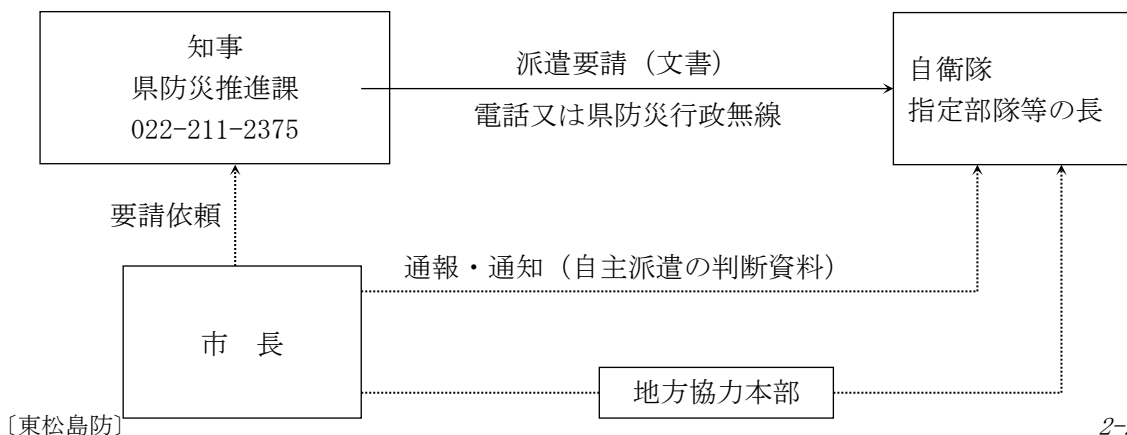 知事
県防災推進課
022-211-2375
派遣要請（文書）
電話又は県防災行政無線
自衛隊
指定部隊等の長
要請依頼
通報・通知（自主派遣の判断資料）
市　長
地方協力本部
〔東松島防〕